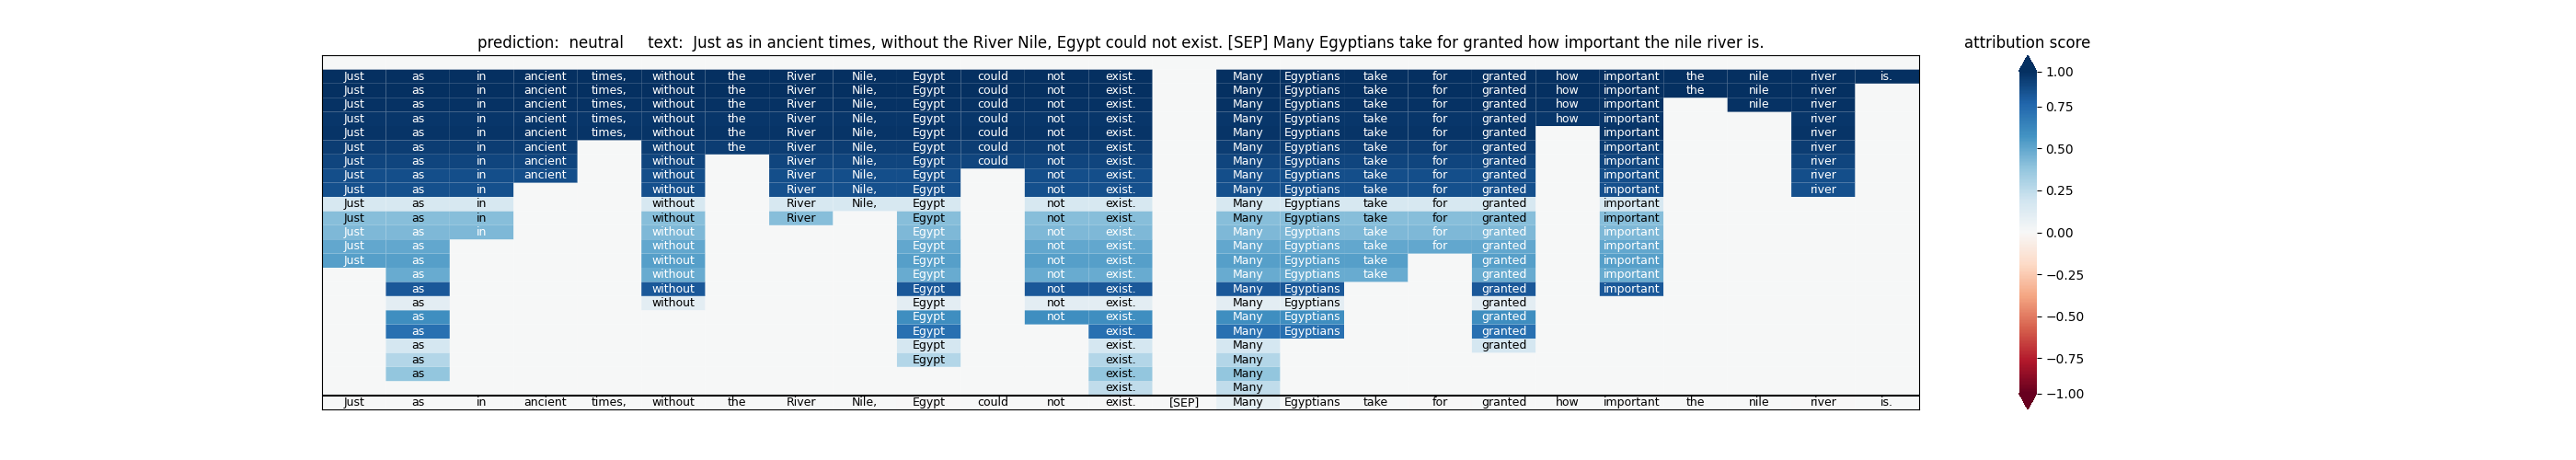 prediction: neutral text: Just as in ancient times, without the River Nile, Egypt could not exist. [SEP] Many Egyptians take for granted how important the nile river is.
attribution score
Just as in ancient times, without the River Nile, Egypt could not exist. Many Egyptians take for granted how important the nile river is.
Just as in ancient times, without the River Nile, Egypt could not exist. Many Egyptians take for granted how important the nile river
Just as in ancient times, without the River Nile, Egypt could not exist. Many Egyptians take for granted how important nile river
Just as in ancient times, without the River Nile, Egypt could not exist. Many Egyptians take for granted how important river
Just as in ancient times, without the River Nile, Egypt could not exist. Many Egyptians take for granted important river
Just as in ancient without the River Nile, Egypt could not exist. Many Egyptians take for granted important river
Just as in ancient without River Nile, Egypt could not exist. Many Egyptians take for granted important river
Just as in ancient without River Nile, Egypt not exist. Many Egyptians take for granted important river
Just as in without River Nile, Egypt not exist. Many Egyptians take for granted important river
Just as in without River Nile, Egypt not exist. Many Egyptians take for granted important
Just as in without River Egypt not exist. Many Egyptians take for granted important
Just as in without Egypt not exist. Many Egyptians take for granted important
Just as without Egypt not exist. Many Egyptians take for granted important
Just as without Egypt not exist. Many Egyptians take granted important
as without Egypt not exist. Many Egyptians take granted important
as without Egypt not exist. Many Egyptians granted important
as without Egypt not exist. Many Egyptians granted
as Egypt not exist. Many Egyptians granted
as Egypt exist. Many Egyptians granted
as Egypt exist. Many granted
as Egypt exist. Many
as exist. Many
exist. Many
Just as in ancient times, without the River Nile, Egypt could not exist. [SEP] Many Egyptians take for granted how important the nile river is.
1.00
0.75
0.50
0.25
0.00
−0.25
−0.50
−0.75
−1.00